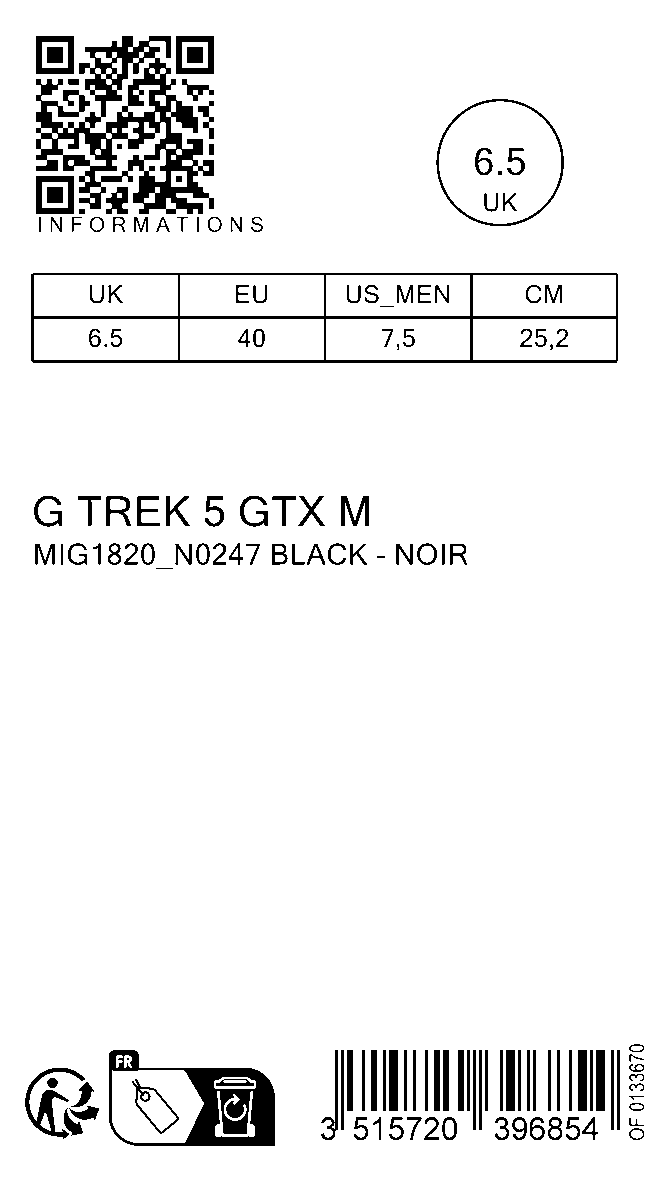 INFORMATIONS
6.5
UK
UK EU US_MEN CM
6.5 40 7,5 25,2
G TREK 5 GTX M
MIG1820_N0247 BLACK - NOIR
FR
3 515720 396854
OF 0133670